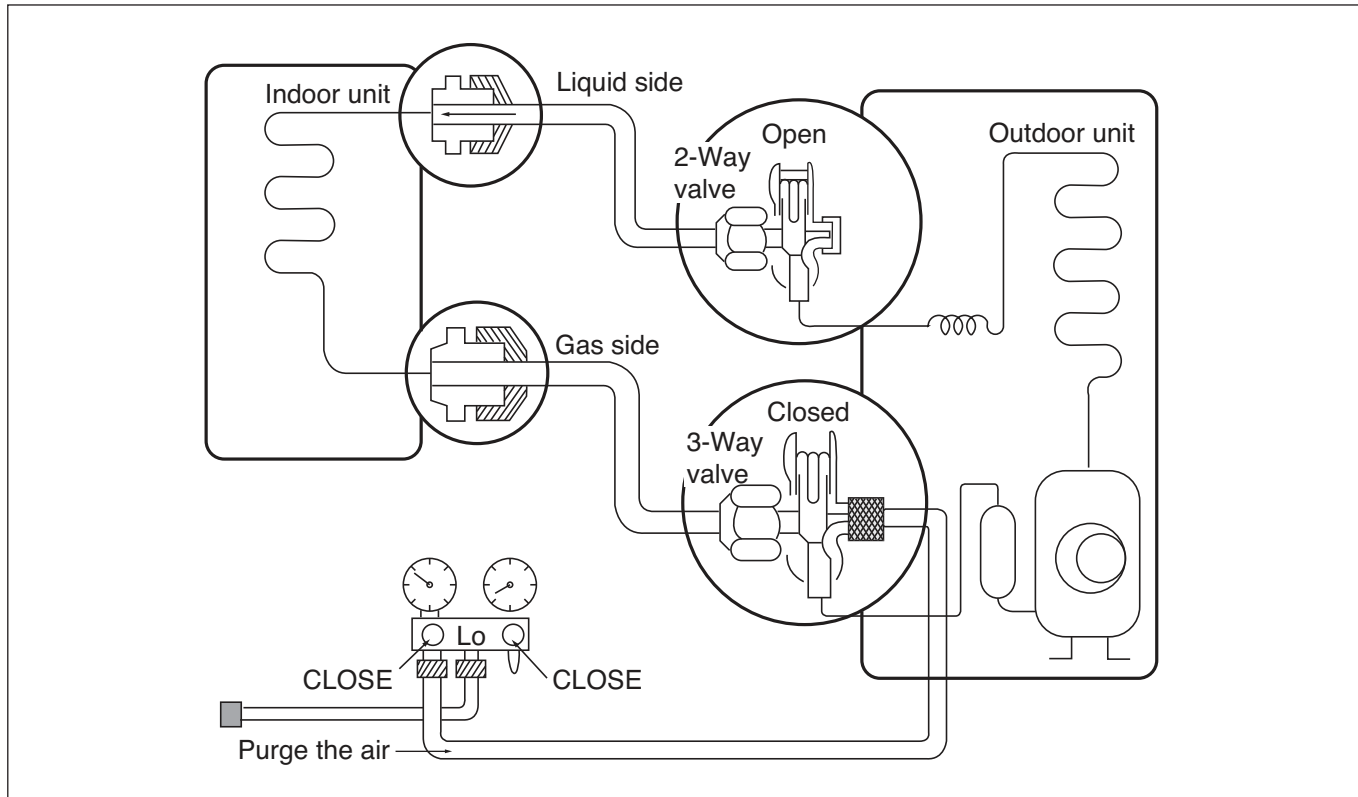 Indoor unit
Liquid side
Open
2-Way
valve
Outdoor unit
Gas side
Closed
3-Way
valve
Lo
CLOSE
CLOSE
Purge the air